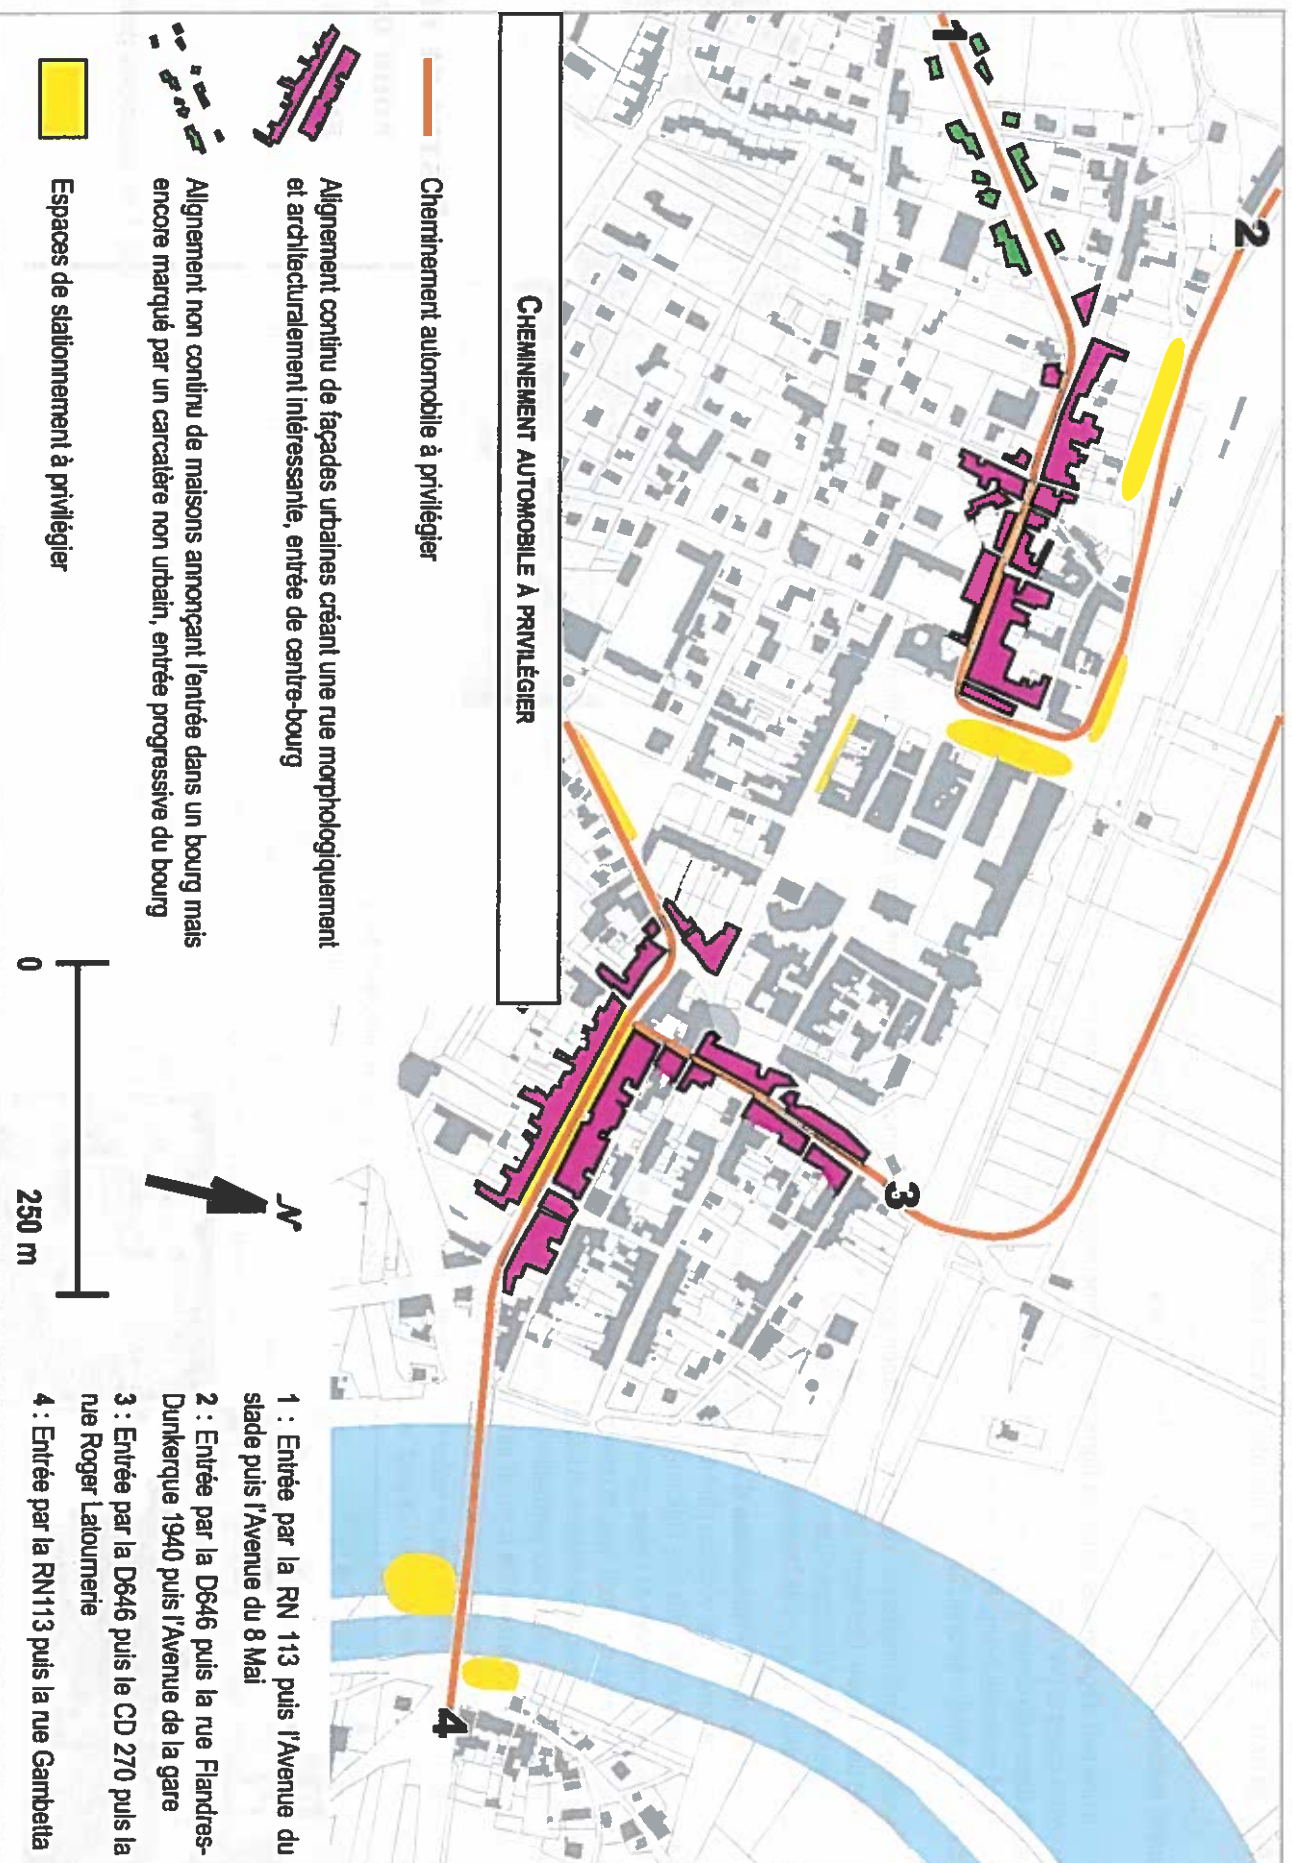 1
2
3
4
CHEMINEMENT AUTOMOBILE À PRIVILÉGIER
Cheminement automobile à privilégier
Alignement continu de façades urbaines créant une rue morphologiquement
et architecturalement intéressante, entrée de centre-bourg
Alignement non continu de maisons annonçant l'entrée dans un bourg mais
encore marqué par un carcatère non urbain, entrée progressive du bourg
Espaces de stationnement à privilégier
0 250 m
N
1 : Entrée par la RN 113 puis l'Avenue du
stade puis l'Avenue du 8 Mai
2 : Entrée par la D646 puis la rue Flandres-
Dunkerque 1940 puis l'Avenue de la gare
3 : Entrée par la D646 puis le CD 270 puis la
rue Roger Latournerie
4 : Entrée par la RN113 puis la rue Gambetta